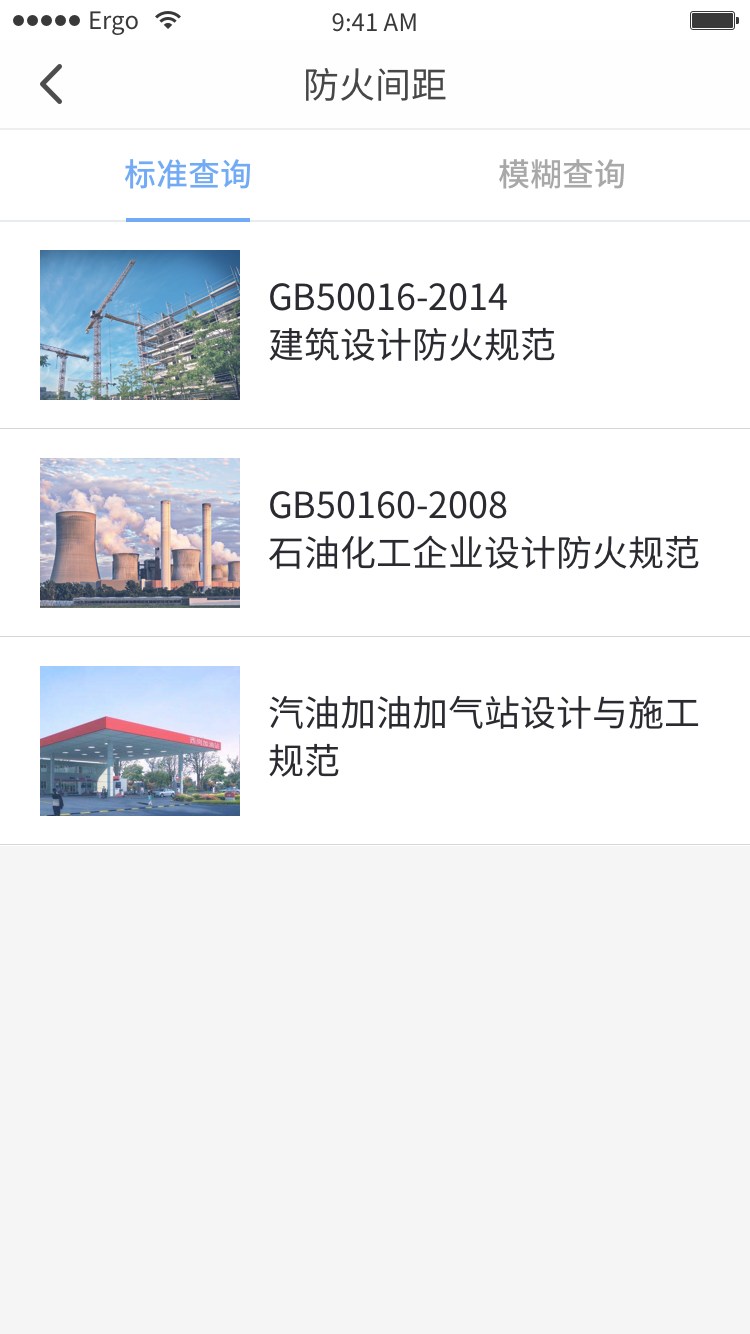 Ergo 9:41 AM
防火间距
标准查询 模糊查询
GB50016-2014
建筑设计防火规范
GB50160-2008
石油化工企业设计防火规范
汽油加油加气站设计与施工
规范